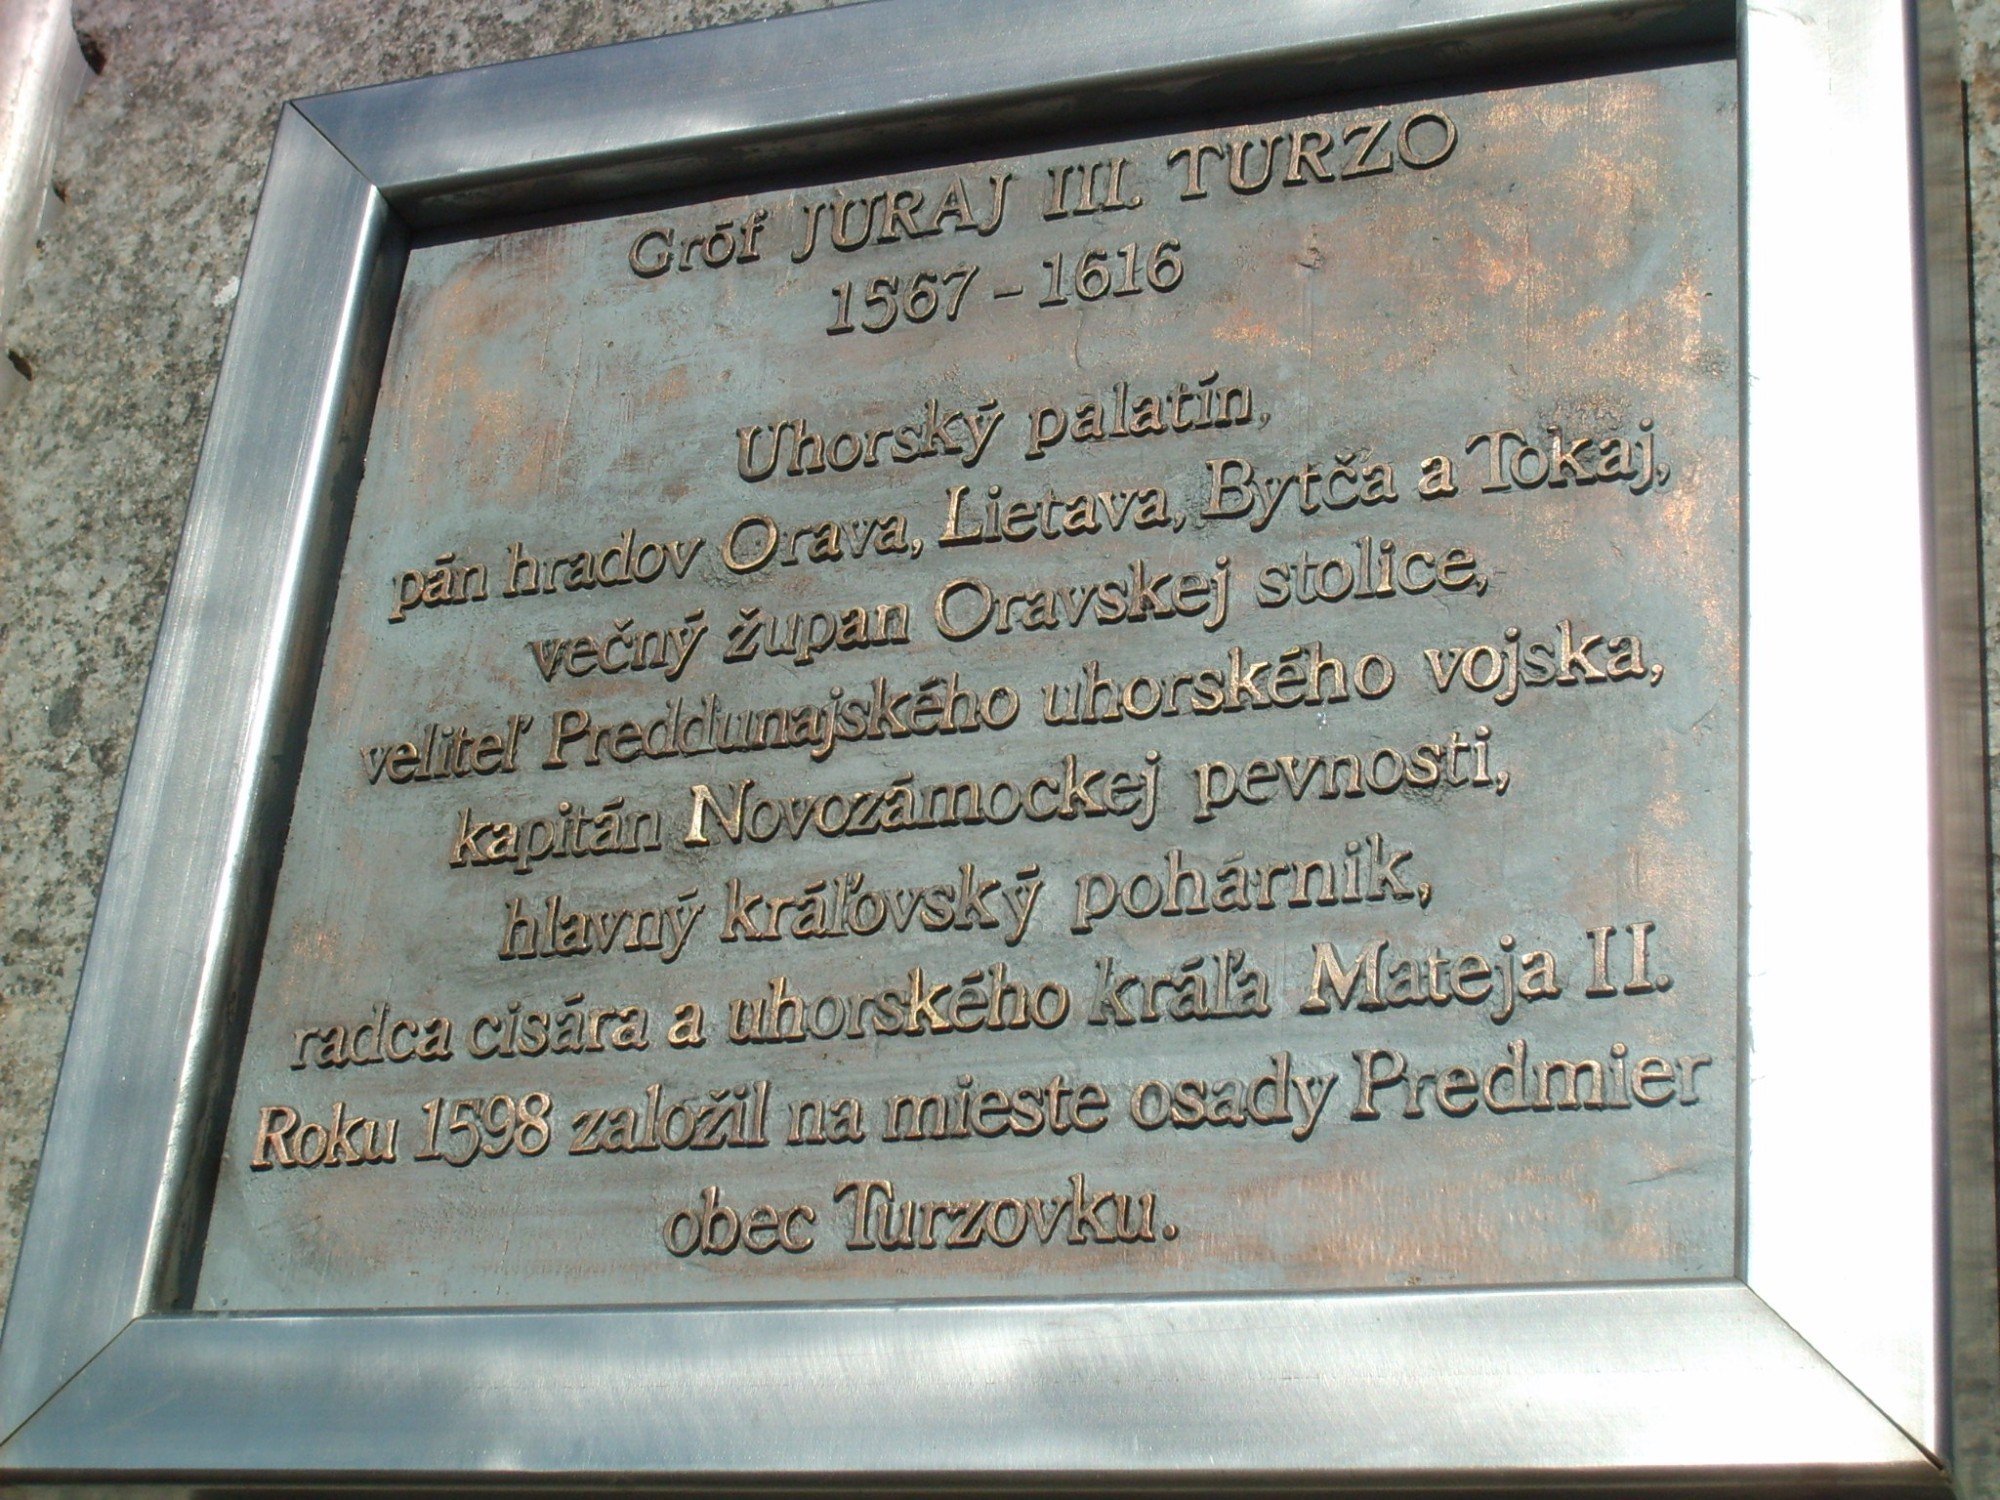 Gróf JURAJ III. TURZO
1567 - 1616
Uhorský palatín,
pán hradov Orava, Lietava, Bytča a Tokaj,
večný župan Oravskej stolice,
veliteľ Preddunajského uhorského vojska,
kapitán Novozámockej pevnosti,
hlavný kráľovský pohárnik,
radca cisára a uhorského kráľa Mateja II.
Roku 1598 založil na mieste osady Predmier
obec Turzovku.